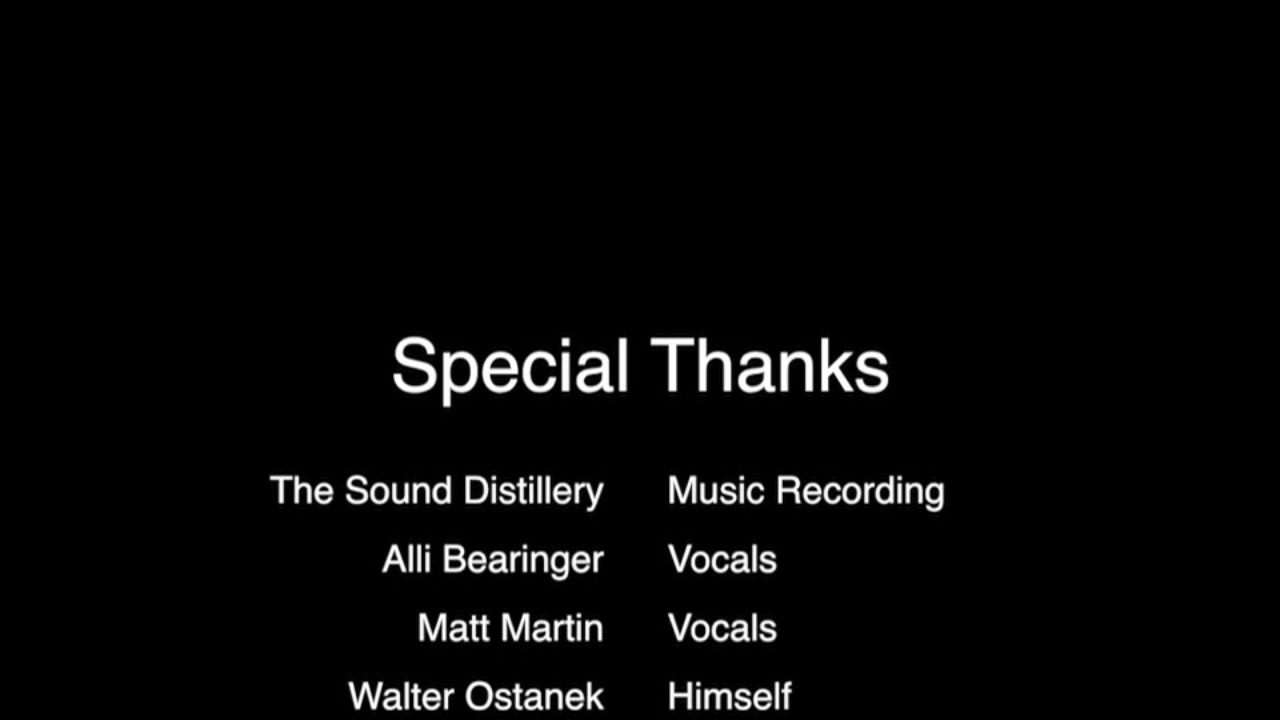 Special Thanks
The Sound Distillery Music Recording
Alli Bearinger Vocals
Matt Martin Vocals
Walter Ostanek Himself